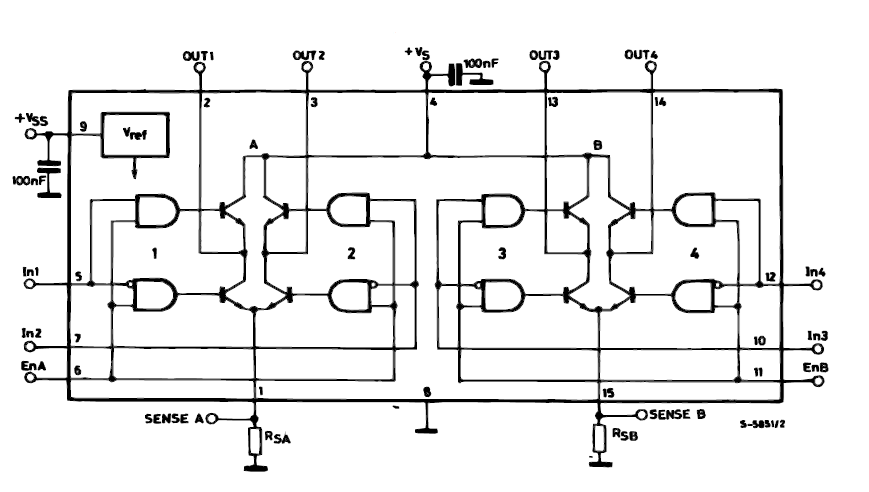 OUT1 OUT2 +VS 100nF OUT3 OUT4
2 3 4 13 14
+VSS 9 Vref
A B
100nF
1 2 3 4
In1 5 12 In4
In2 7 10 In3
EnA 6 11 EnB
1 8 15
SENSE A SENSE B
S-5851/2
RSA RSB